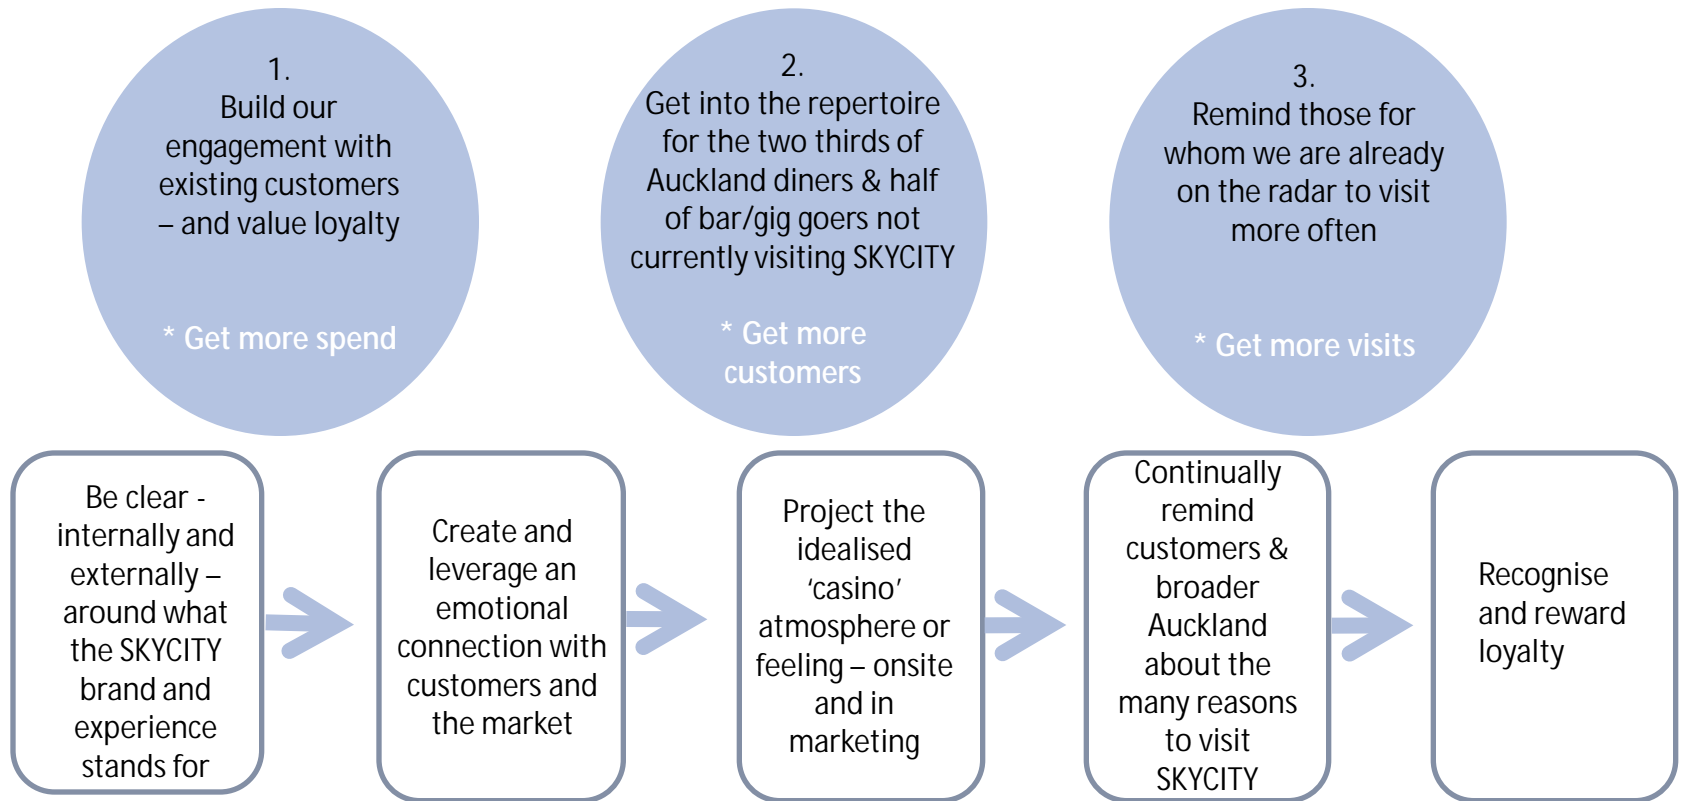 1.
Build our
engagement with
existing customers
– and value loyalty
* Get more spend
2.
Get into the repertoire
for the two thirds of
Auckland diners & half
of bar/gig goers not
currently visiting SKYCITY
* Get more
customers
3.
Remind those for
whom we are already
on the radar to visit
more often
* Get more visits
Be clear -
internally and
externally –
around what
the SKYCITY
brand and
experience
stands for
Create and
leverage an
emotional
connection with
customers and
the market
Project the
idealised
‘casino’
atmosphere or
feeling – onsite
and in
marketing
Continually
remind
customers &
broader
Auckland
about the
many reasons
to visit
SKYCITY
Recognise
and reward
loyalty